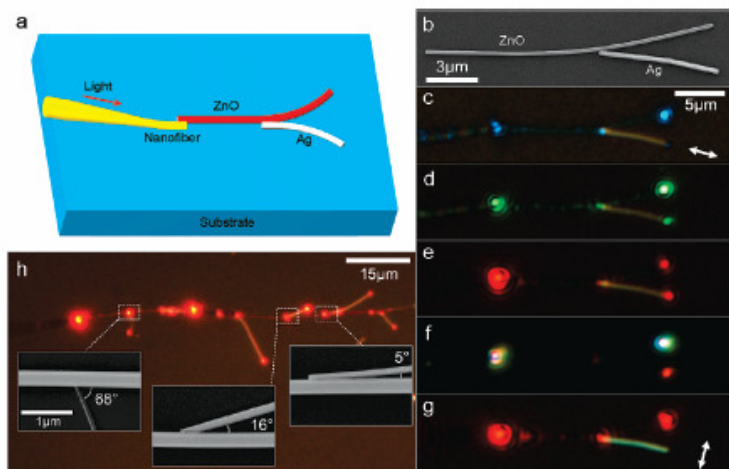 a
Light
ZnO
Nanofiber
Ag
Substrate
b
ZnO
Ag
3μm
5μm
c
d
e
f
g
h
15μm
88°
1μm
16°
5°